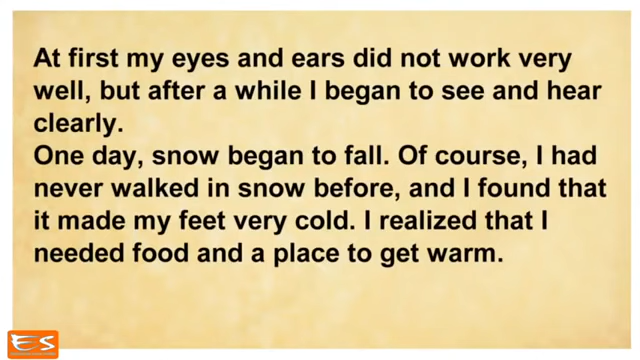 At first my eyes and ears did not work very
well, but after a while I began to see and hear
clearly.
One day, snow began to fall. Of course, I had
never walked in snow before, and I found that
it made my feet very cold. I realized that I
needed food and a place to get warm.
ES